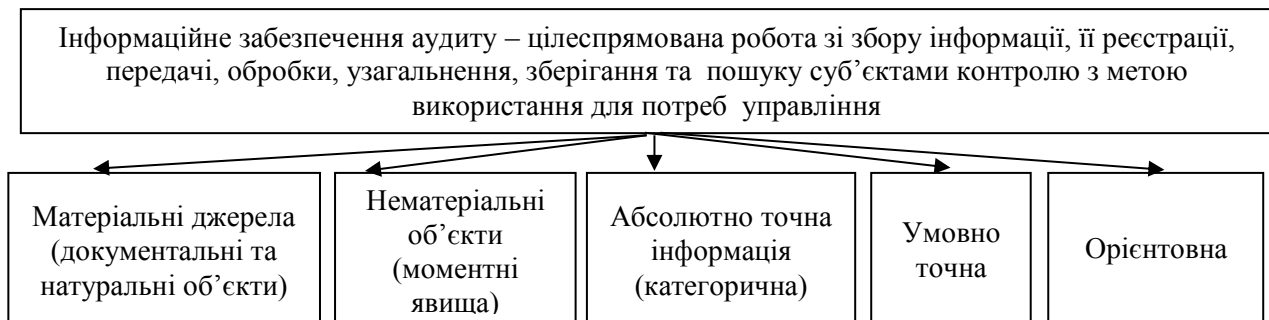 Інформаційне забезпечення аудиту – цілеспрямована робота зі збору інформації, її реєстрації,
передачі, обробки, узагальнення, зберігання та пошуку суб’єктами контролю з метою
використання для потреб управління
Матеріальні джерела
(документальні та
натуральні об’єкти)
Нематеріальні
об’єкти
(моментні
явища)
Абсолютно точна
інформація
(категорична)
Умовно
точна
Орієнтовна